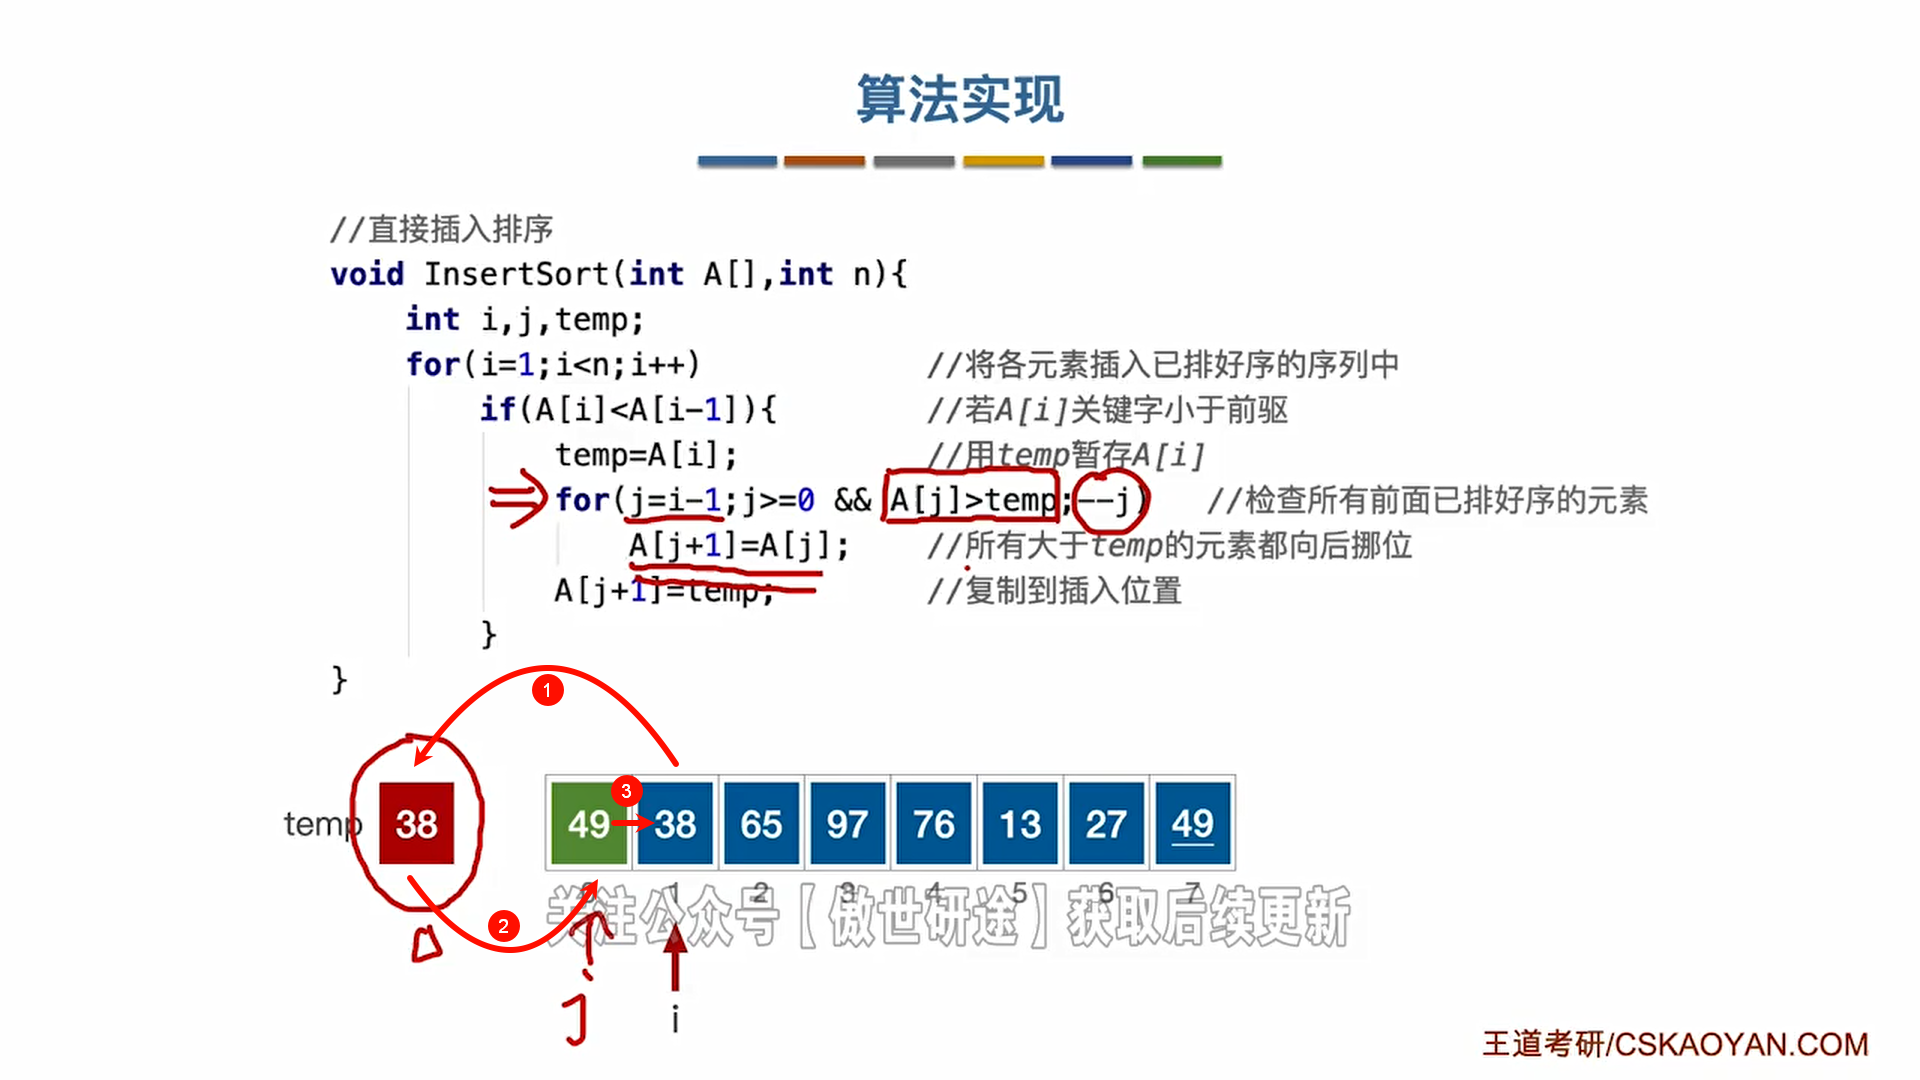 算法实现
//直接插入排序
void InsertSort(int A[],int n){
int i,j,temp;
for(i=1;i<n;i++) //将各元素插入已排好序的序列中
if(A[i]<A[i-1]){ //若A[i]关键字小于前驱
temp=A[i]; //用temp暂存A[i]
for(j=i-1;j>=0 && A[j]>temp;--j) //检查所有前面已排好序的元素
A[j+1]=A[j]; //所有大于temp的元素都向后挪位
A[j+1]=temp; //复制到插入位置
}
}
1
temp 38 49 3 38 65 97 76 13 27 49
0 1 2 3 4 5 6 7
2
关注公众号【傲世研途】获取后续更新
j i
王道考研/CSKAOYAN.COM